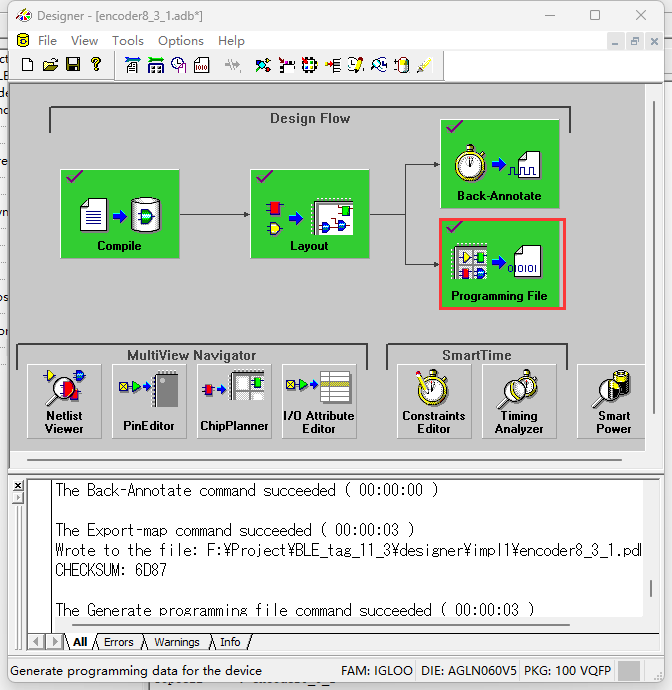 Designer - [encoder8_3_1.adb*]
File View Tools Options Help
Design Flow
Compile
Layout
Back-Annotate
Programming File
MultiView Navigator
SmartTime
Netlist
Viewer
PinEditor
ChipPlanner
I/O Attribute
Editor
Constraints
Editor
Timing
Analyzer
Smart
Power
The Back-Annotate command succeeded ( 00:00:00 )
The Export-map command succeeded ( 00:00:03 )
Wrote to the file: F:¥Project¥BLE_tag_11_3¥designer¥impl1¥encoder8_3_1.pdb
CHECKSUM: 6D87
The Generate programming file command succeeded ( 00:00:03 )
All Errors Warnings Info
Generate programming data for the device FAM: IGLOO DIE: AGLN060V5 PKG: 100 VQFP